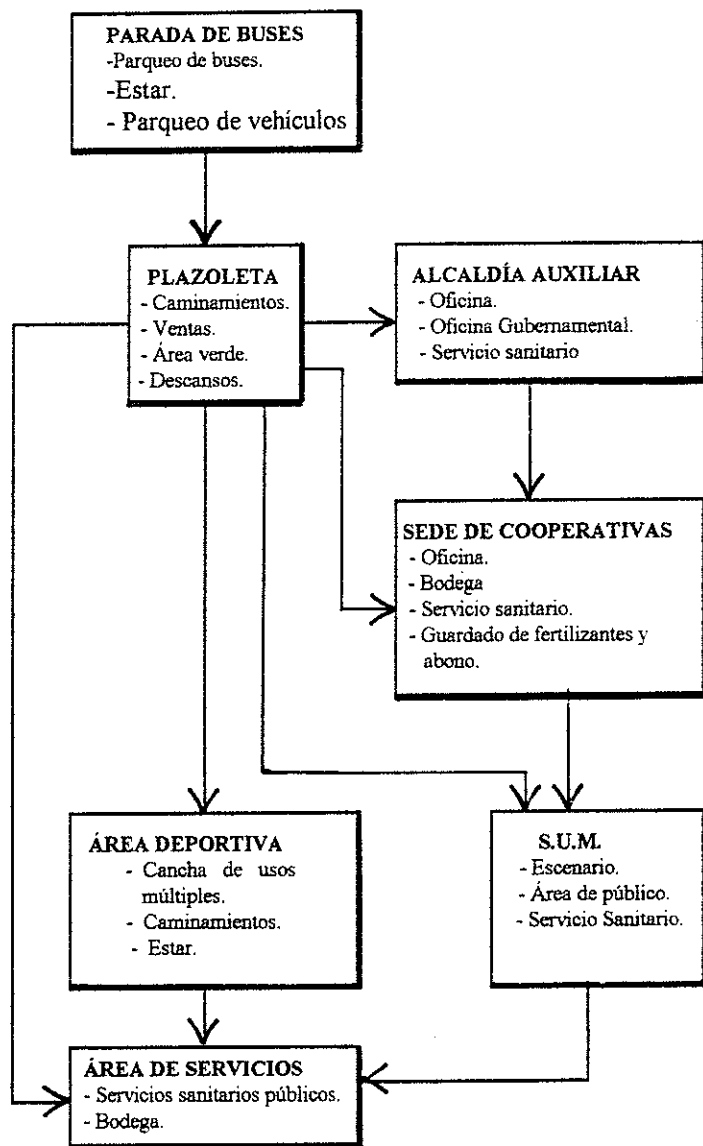 PARADA DE BUSES
-Parqueo de buses.
-Estar.
- Parqueo de vehículos
PLAZOLETA
- Caminamientos.
- Ventas.
- Área verde.
- Descansos.
ALCALDÍA AUXILIAR
- Oficina.
- Oficina Gubernamental.
- Servicio sanitario
SEDE DE COOPERATIVAS
- Oficina.
- Bodega
- Servicio sanitario.
- Guardado de fertilizantes y
abono.
ÁREA DEPORTIVA
- Cancha de usos
múltiples.
- Caminamientos.
- Estar.
S.U.M.
- Escenario.
- Área de público.
- Servicio Sanitario.
ÁREA DE SERVICIOS
- Servicios sanitarios públicos.
- Bodega.